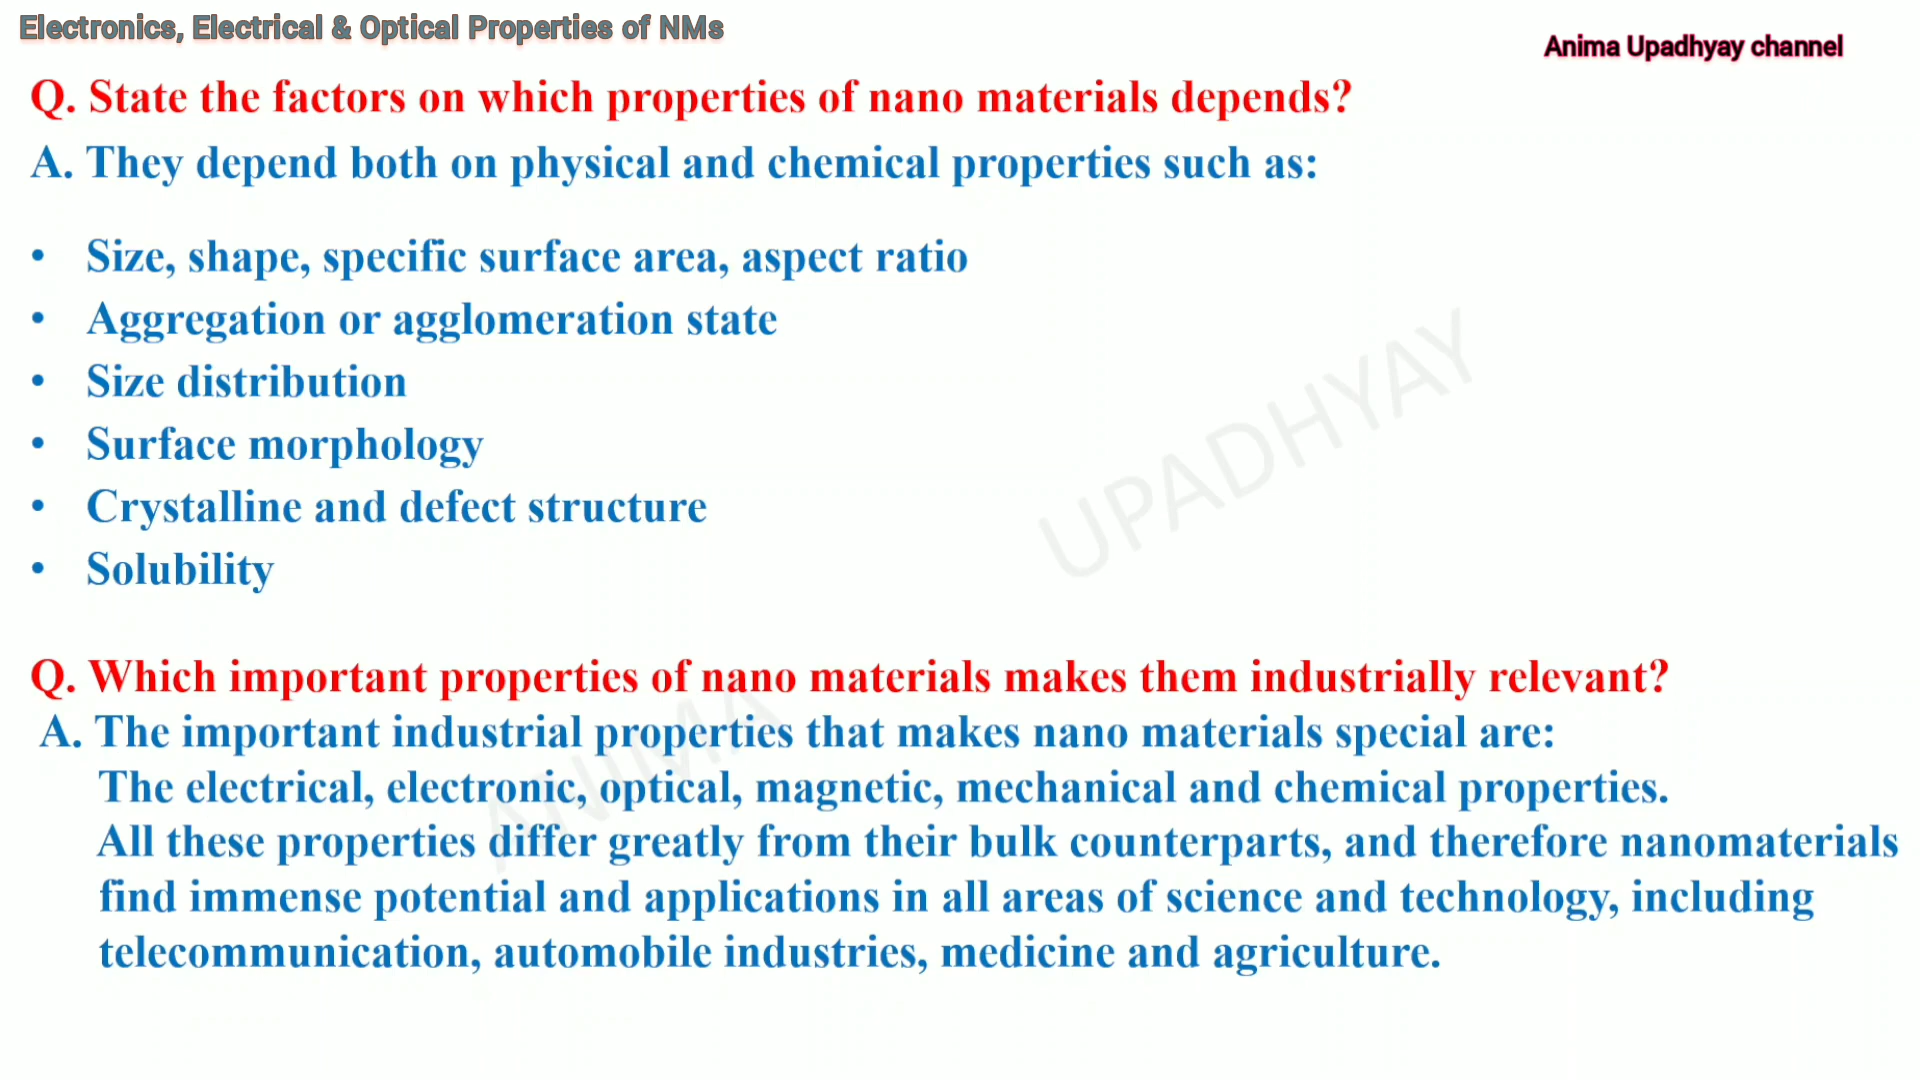 Electronics, Electrical & Optical Properties of NMs
Anima Upadhyay channel
Q. State the factors on which properties of nano materials depends?
A. They depend both on physical and chemical properties such as:
• Size, shape, specific surface area, aspect ratio
• Aggregation or agglomeration state
• Size distribution
• Surface morphology
• Crystalline and defect structure
• Solubility
UPADHYAY
Q. Which important properties of nano materials makes them industrially relevant?
A. The important industrial properties that makes nano materials special are:
The electrical, electronic, optical, magnetic, mechanical and chemical properties.
All these properties differ greatly from their bulk counterparts, and therefore nanomaterials
find immense potential and applications in all areas of science and technology, including
telecommunication, automobile industries, medicine and agriculture.
ANIMA